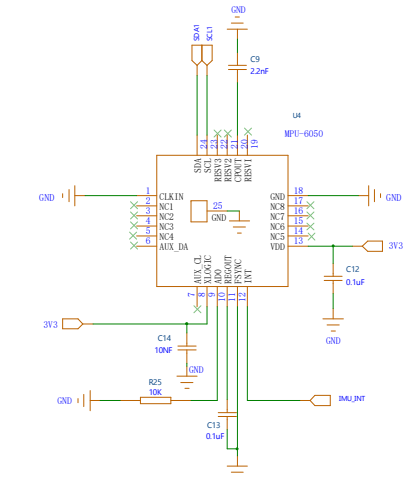 GND
SDA1
SCL1
C9
2.2nF
U4
MPU-6050
24
23
22
21
20
19
SDA
SCL
RESV3
RESV2
CPOUT
RESV1
GND
1 CLKIN
2 NC1
3 NC2
4 NC3
5 NC4
6 AUX_DA
25
GND
GND 18
NC8 17
NC7 16
NC6 15
NC5 14
VDD 13
GND
3V3
AUX_CL
XLOGIC
ADO
REGOUT
FSYNC
INT
7
8
9
10
11
12
C12
0.1uF
GND
3V3
C14
10NF
GND
R25
10K
GND
IMU_INT
C13
0.1uF